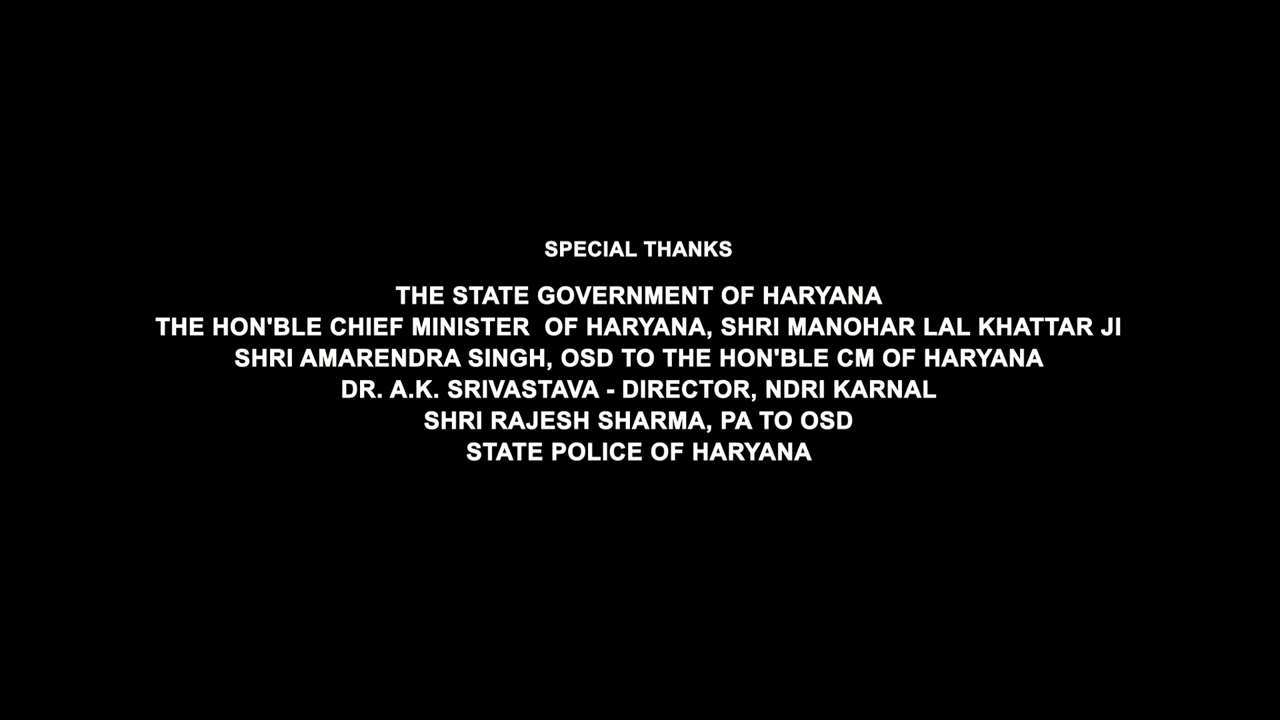 SPECIAL THANKS
THE STATE GOVERNMENT OF HARYANA
THE HON'BLE CHIEF MINISTER  OF HARYANA, SHRI MANOHAR LAL KHATTAR JI
SHRI AMARENDRA SINGH, OSD TO THE HON'BLE CM OF HARYANA
DR. A.K. SRIVASTAVA - DIRECTOR, NDRI KARNAL
SHRI RAJESH SHARMA, PA TO OSD
STATE POLICE OF HARYANA